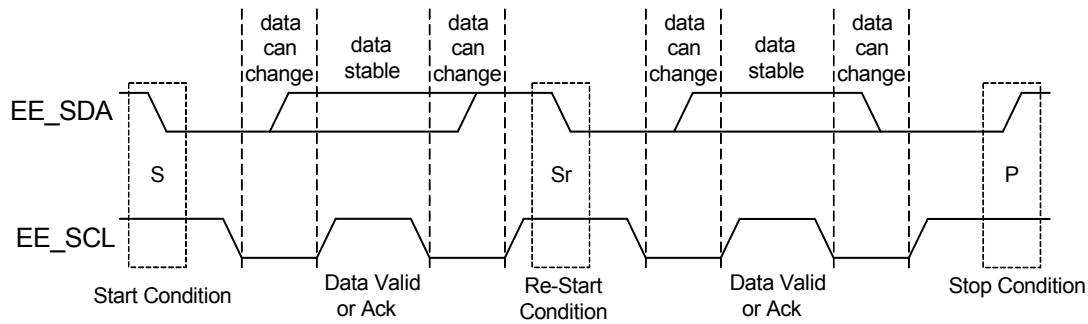 data
can
change
data
stable
data
can
change
data
can
change
data
stable
data
can
change
EE_SDA
S
Sr
P
EE_SCL
Start Condition
Data Valid
or Ack
Re-Start
Condition
Data Valid
or Ack
Stop Condition